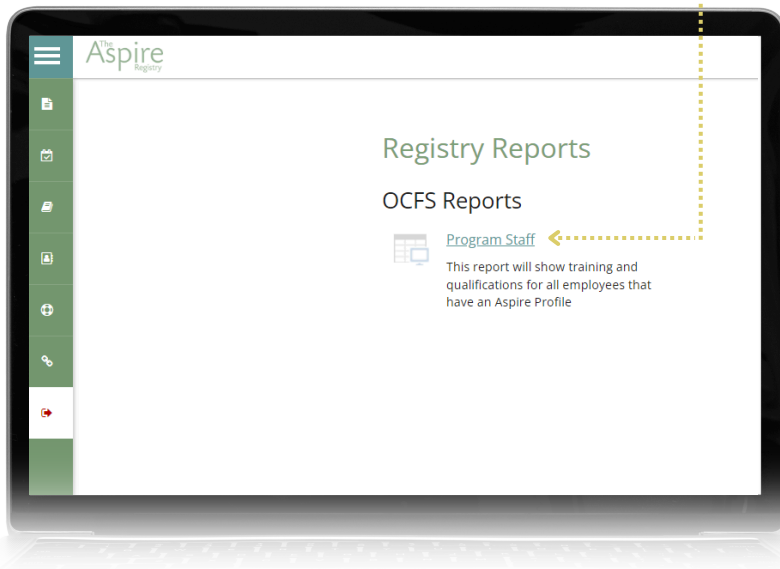 The
Aspire
Registry
Registry Reports
OCFS Reports
Program Staff
This report will show training and
qualifications for all employees that
have an Aspire Profile